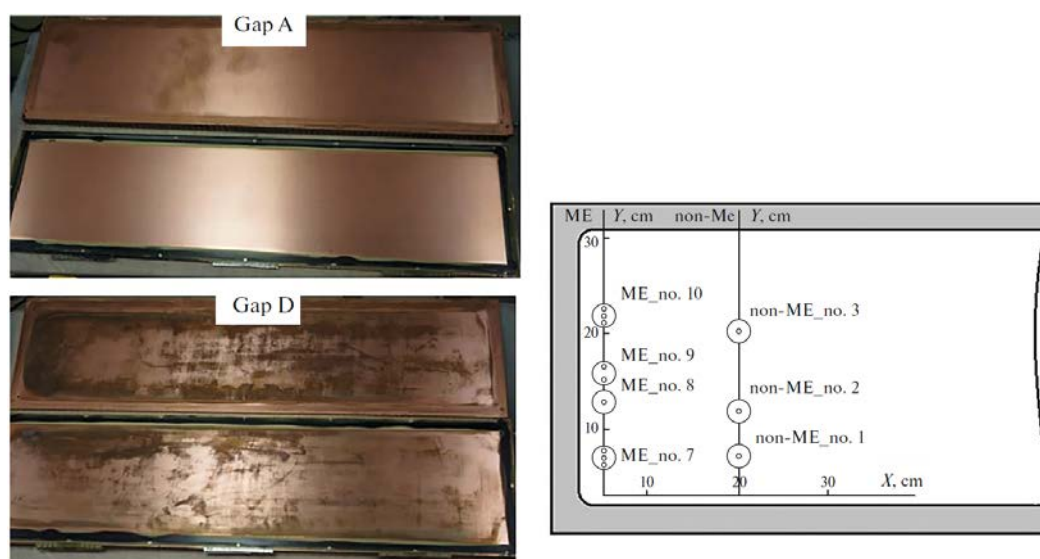 Gap A
Gap D
ME Y, cm non-Me Y, cm
30
ME_no. 10
non-ME_no. 3
20
ME_no. 9
ME_no. 8
non-ME_no. 2
10
non-ME_no. 1
ME_no. 7
10 20 30 X, cm